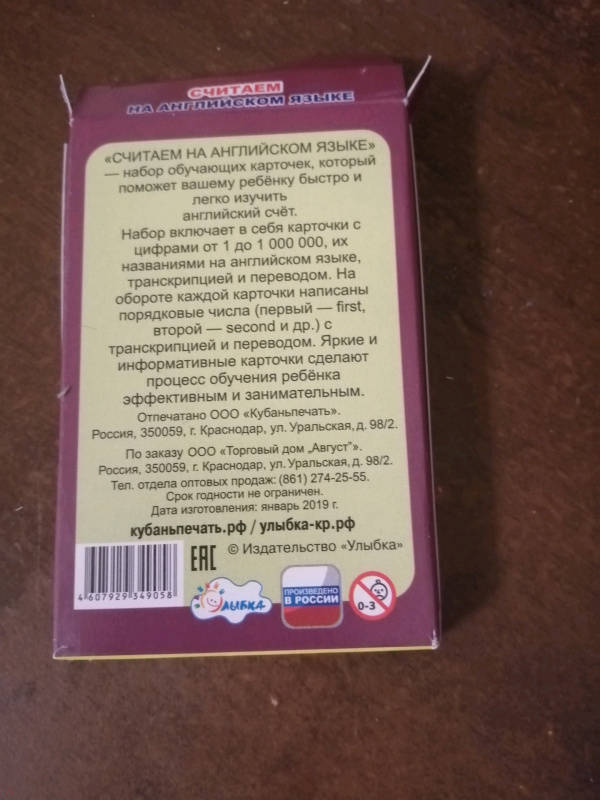 СЧИТАЕМ
НА АНГЛИЙСКОМ ЯЗЫКЕ
«СЧИТАЕМ НА АНГЛИЙСКОМ ЯЗЫКЕ»
— набор обучающих карточек, который
поможет вашему ребёнку быстро и
легко изучить
английский счёт.
Набор включает в себя карточки с
цифрами от 1 до 1 000 000, их
названиями на английском языке,
транскрипцией и переводом. На
обороте каждой карточки написаны
порядковые числа (первый — first,
второй — second и др.) с
транскрипцией и переводом. Яркие и
информативные карточки сделают
процесс обучения ребёнка
эффективным и занимательным.
Отпечатано ООО «Кубаньпечать».
Россия, 350059, г. Краснодар, ул. Уральская, д. 98/2.
По заказу ООО «Торговый дом „Август"».
Россия, 350059, г. Краснодар, ул. Уральская, д. 98/2.
Тел. отдела оптовых продаж: (861) 274-25-55.
Срок годности не ограничен.
Дата изготовления: январь 2019 г.
кубаньпечать.рф / улыбка-кр.рф
EAC © Издательство «Улыбка»
4 607929 349058
УЛЫБКА
ПРОИЗВЕДЕНО
В РОССИИ
0-3